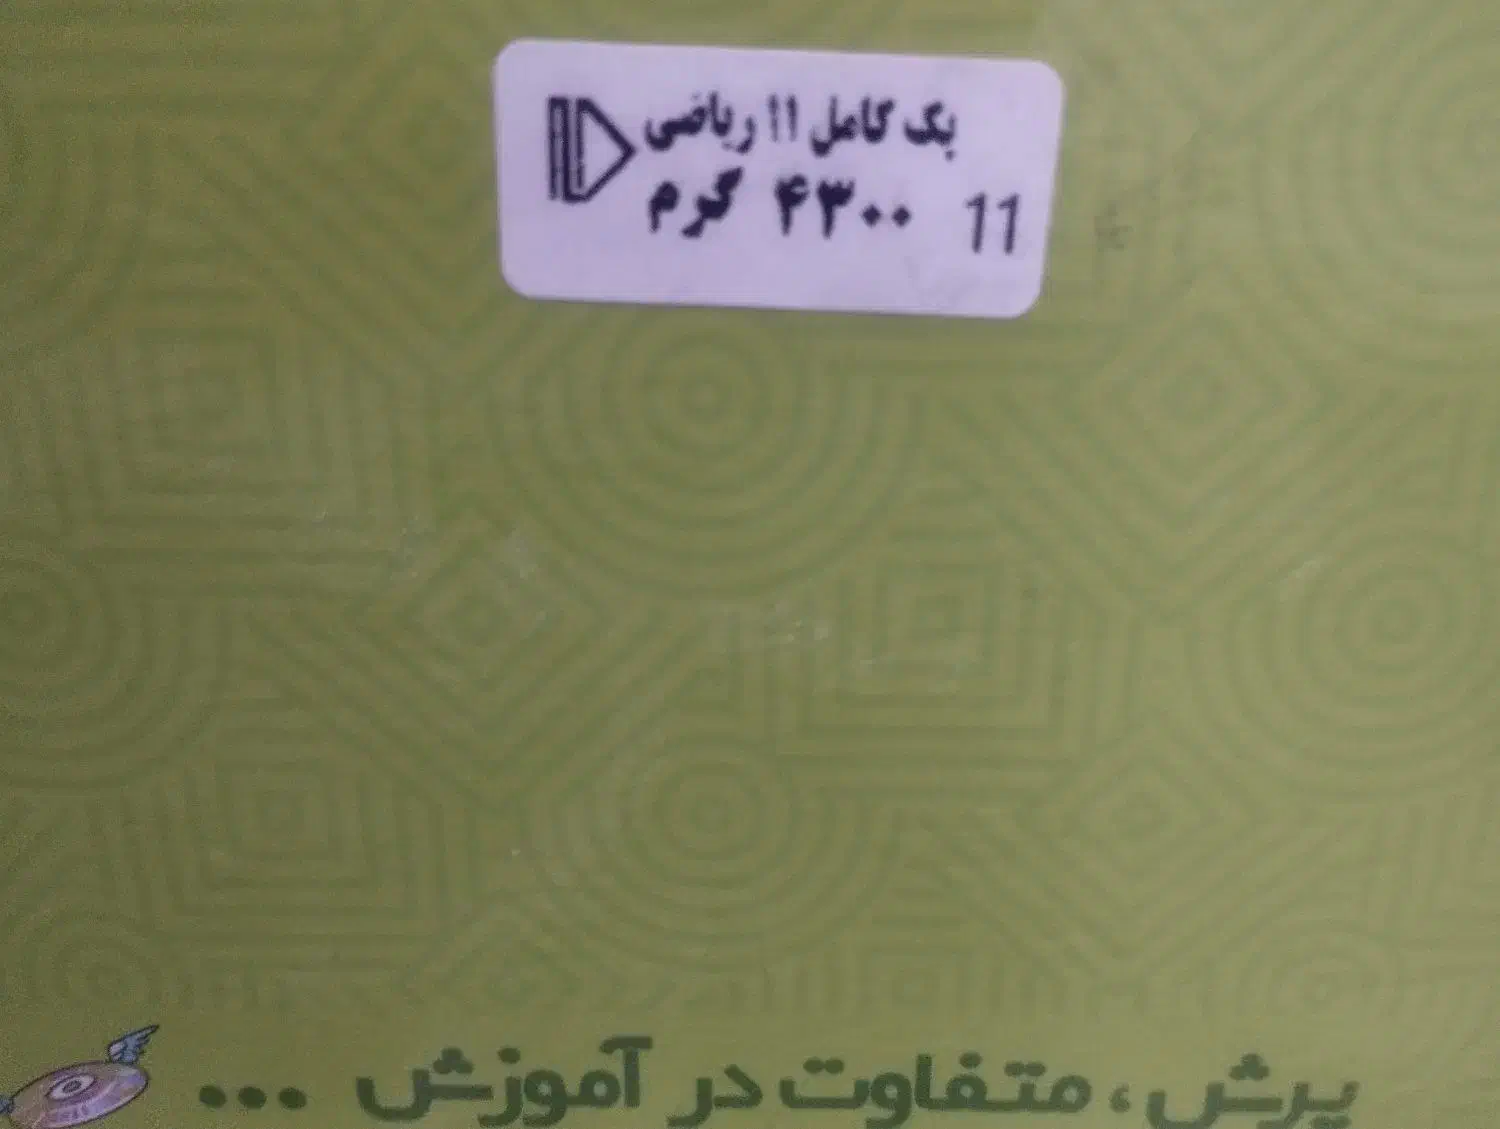 پک کامل ۱۱ ریاضی
11 ۴۳۰۰ گرم
پرش، متفاوت در آموزش ...